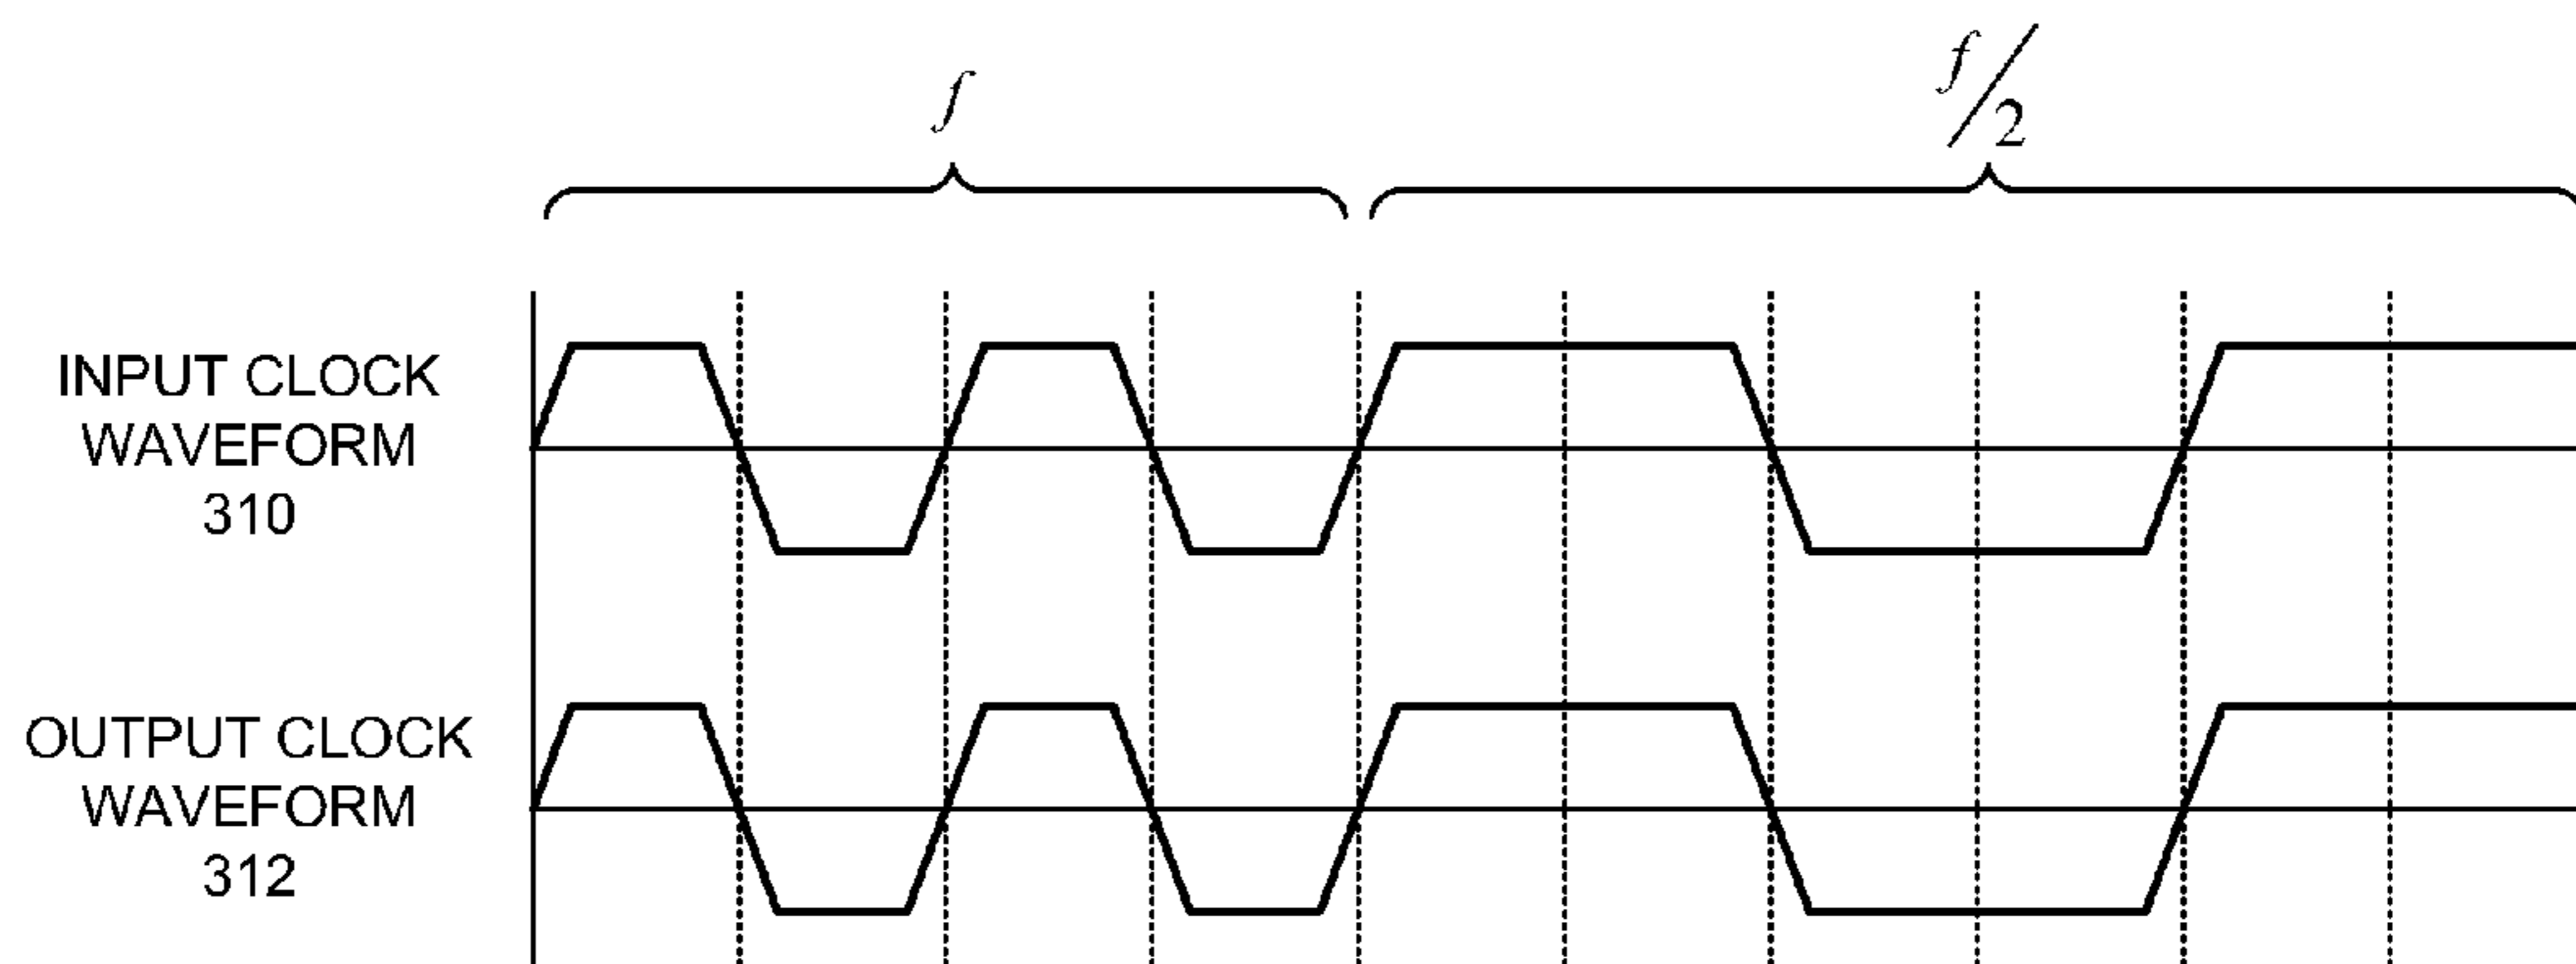 f
f/2
INPUT CLOCK
WAVEFORM
310
OUTPUT CLOCK
WAVEFORM
312